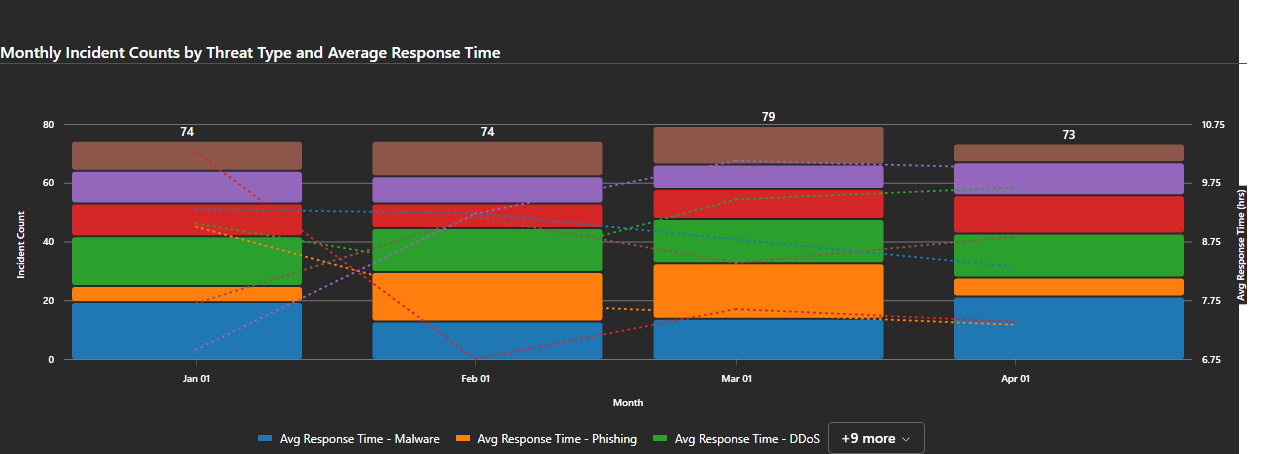 Monthly Incident Counts by Threat Type and Average Response Time
74
74
79
73
80
60
40
20
0
10.75
9.75
8.75
7.75
6.75
Incident Count
Avg Response Time (hrs)
Jan 01
Feb 01
Mar 01
Apr 01
Month
Avg Response Time - Malware
Avg Response Time - Phishing
Avg Response Time - DDoS
+9 more